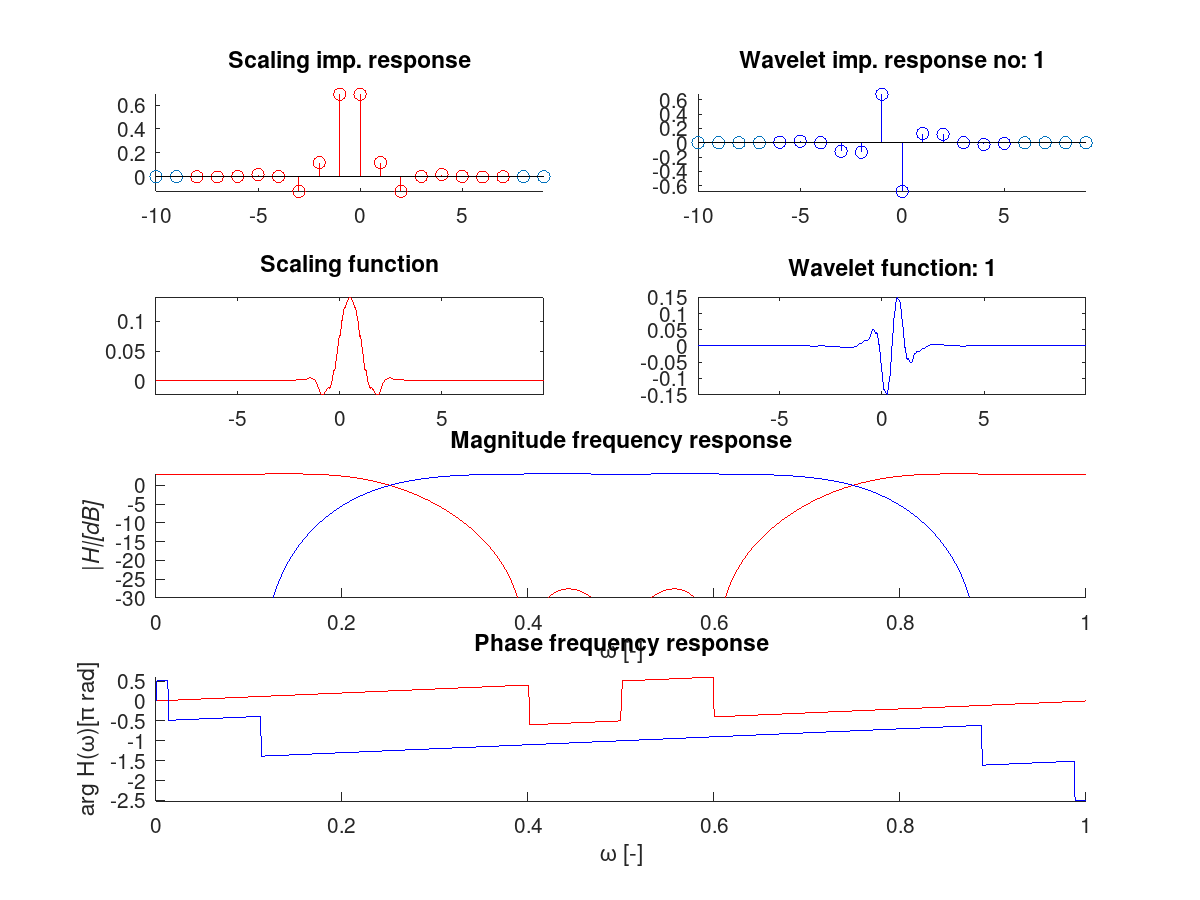 Scaling imp. response
0.6
0.4
0.2
0
-10 -5 0 5
Wavelet imp. response no: 1
0.6
0.4
0.2
0
-0.2
-0.4
-0.6
-10 -5 0 5
Scaling function
0.1
0.05
0
-5 0 5
Wavelet function: 1
0.15
0.1
0.05
0
-0.05
-0.1
-0.15
-5 0 5
Magnitude frequency response
|H|[dB]
0
-5
-10
-15
-20
-25
-30
0 0.2 0.4 0.6 0.8 1
ω [-]
Phase frequency response
arg H(ω)[π rad]
0.5
0
-0.5
-1
-1.5
-2
-2.5
0 0.2 0.4 0.6 0.8 1
ω [-]